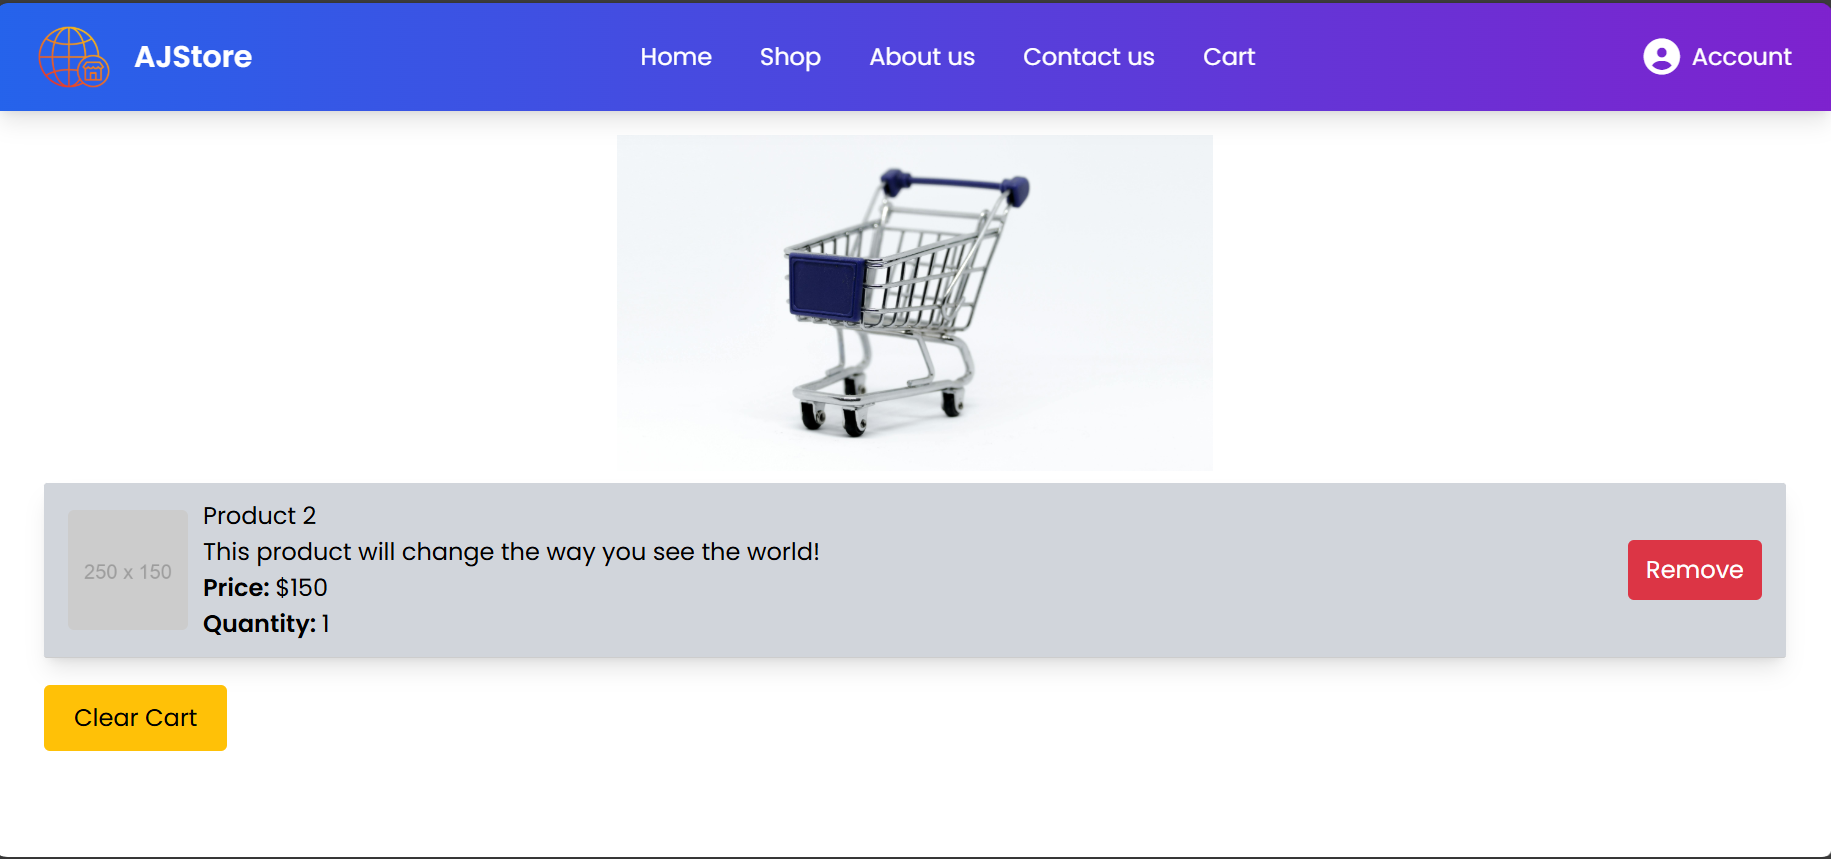 AJStore
Home Shop About us Contact us Cart
Account
250 x 150
Product 2
This product will change the way you see the world!
Price: $150
Quantity: 1
Remove
Clear Cart